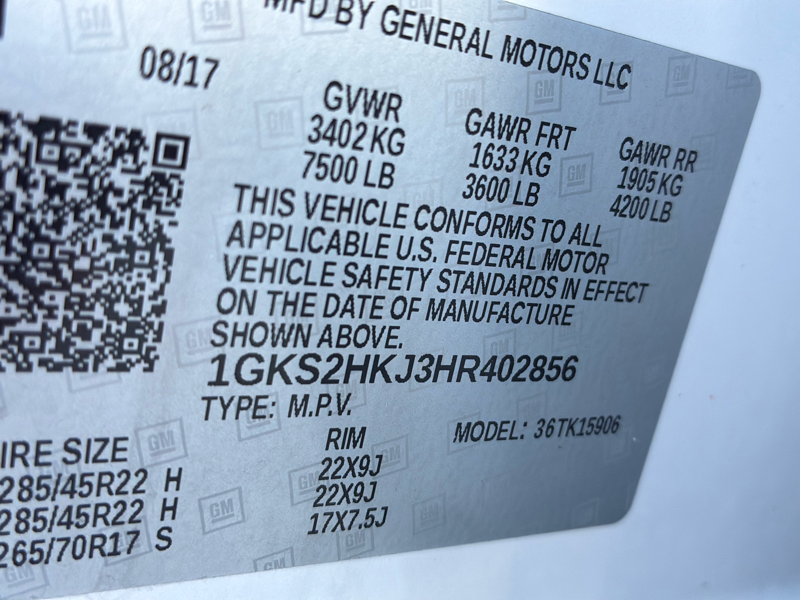 MFD BY GENERAL MOTORS LLC
08/17
GVWR GAWR FRT GAWR RR
3402 KG 1633 KG 1905 KG
7500 LB 3600 LB 4200 LB
THIS VEHICLE CONFORMS TO ALL
APPLICABLE U.S. FEDERAL MOTOR
VEHICLE SAFETY STANDARDS IN EFFECT
ON THE DATE OF MANUFACTURE
SHOWN ABOVE.
1GKS2HKJ3HR402856
TYPE: M.P.V.
MODEL: 36TK15906
IRE SIZE RIM
285/45R22 H 22X9J
285/45R22 H 22X9J
265/70R17 S 17X7.5J